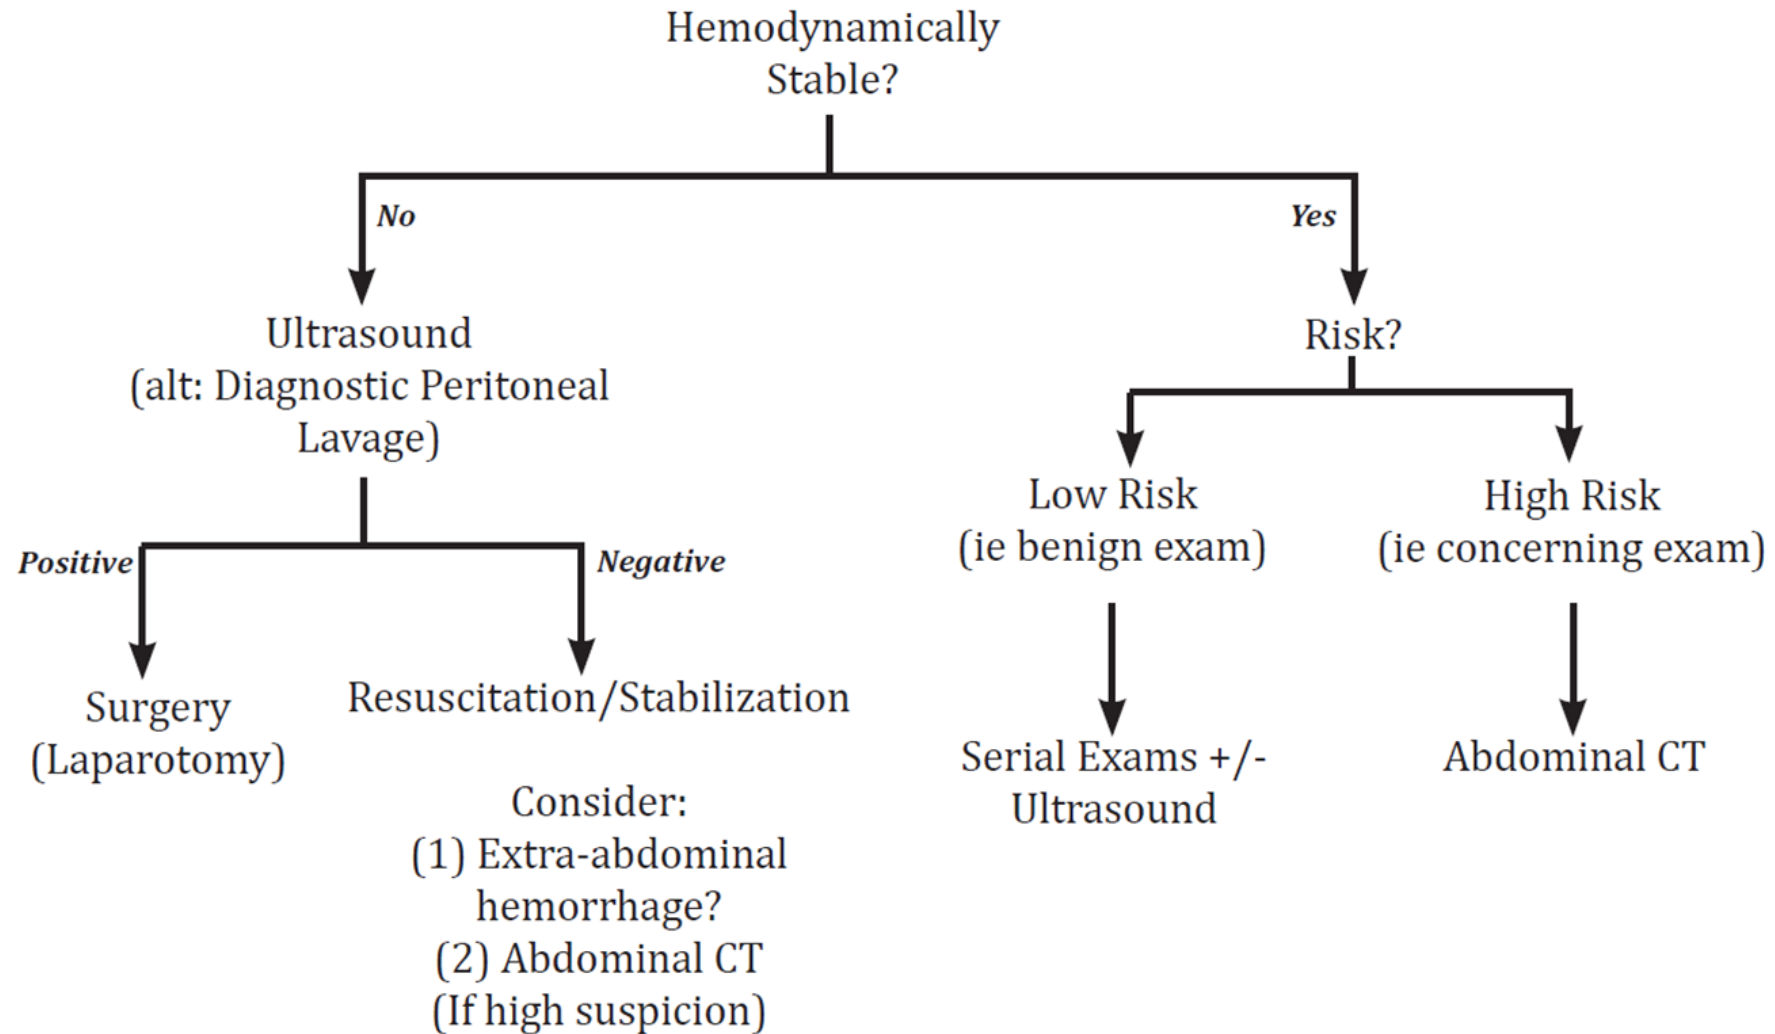 Hemodynamically
Stable?
No
Yes
Ultrasound
(alt: Diagnostic Peritoneal
Lavage)
Risk?
Low Risk
(ie benign exam)
High Risk
(ie concerning exam)
Positive
Negative
Surgery
(Laparotomy)
Resuscitation/Stabilization
Consider:
(1) Extra-abdominal
hemorrhage?
(2) Abdominal CT
(If high suspicion)
Serial Exams +/-
Ultrasound
Abdominal CT